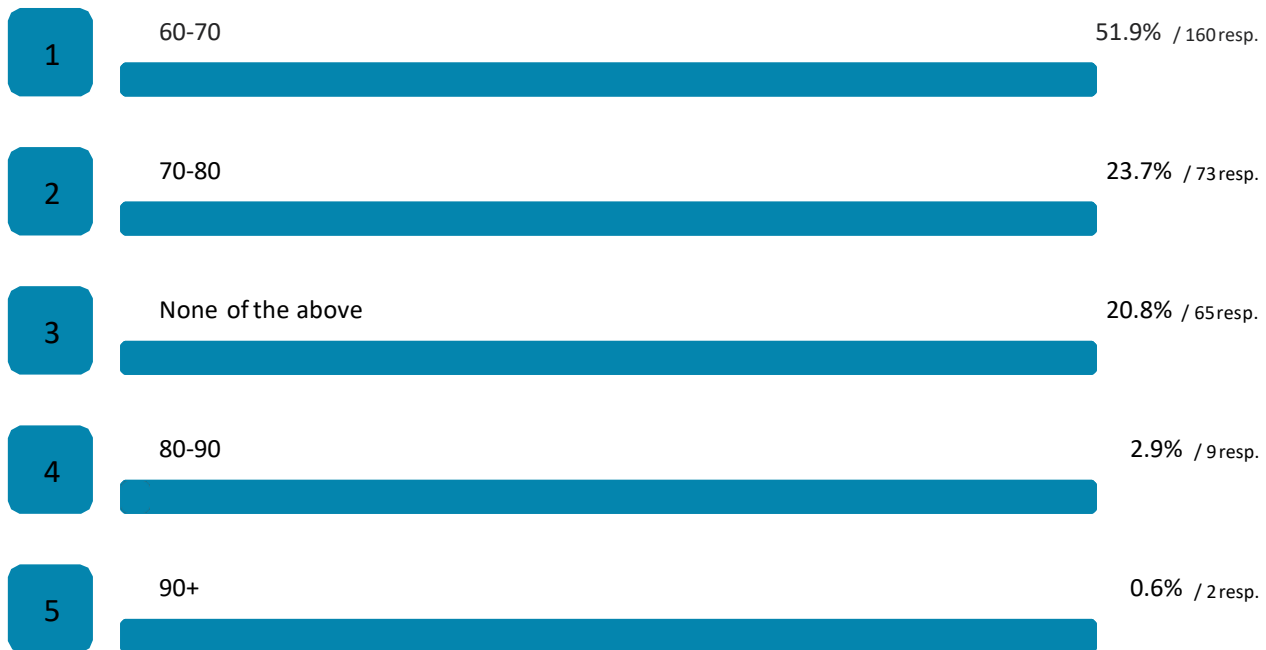 1 60-70 51.9% / 160 resp.
2 70-80 23.7% / 73 resp.
3 None of the above 20.8% / 65 resp.
4 80-90 2.9% / 9 resp.
5 90+ 0.6% / 2 resp.